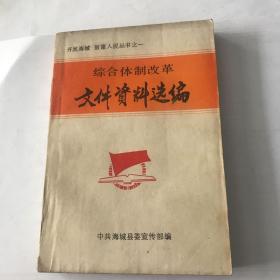 开放海城 致富人民丛书之一
综合体制改革
文件資料选编
中共海城县委宣传部编